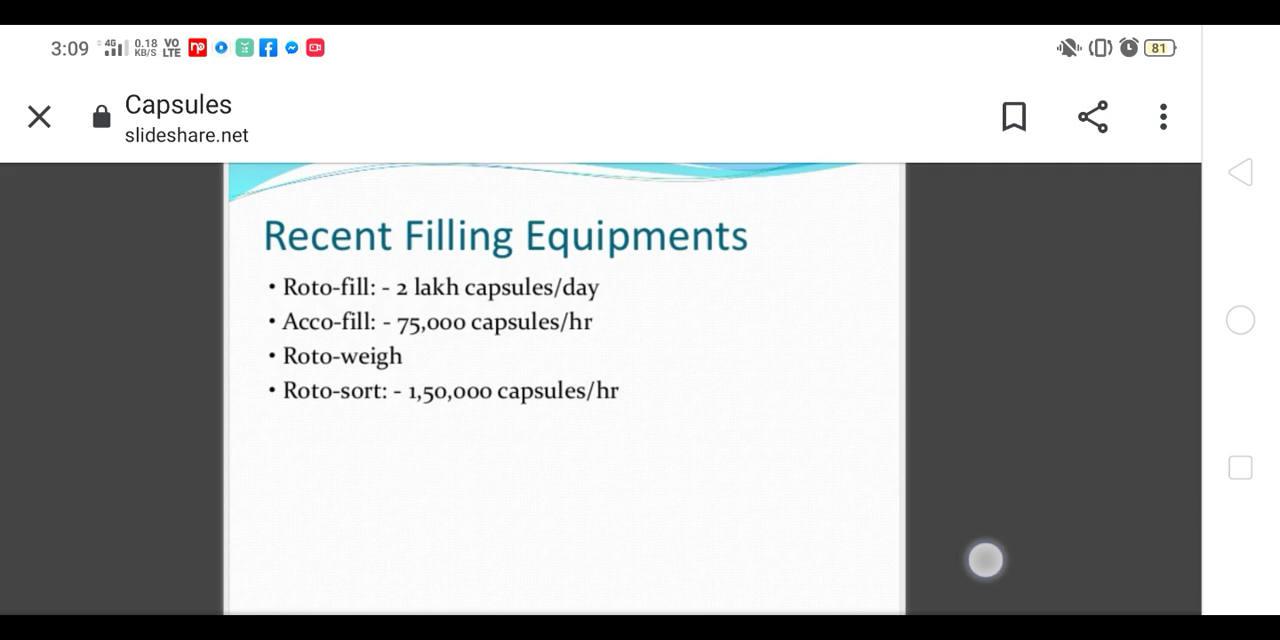 3:09 4G 0.18 KB/S VO LTE 81
Capsules
slideshare.net
Recent Filling Equipments
• Roto-fill: - 2 lakh capsules/day
• Acco-fill: - 75,000 capsules/hr
• Roto-weigh
• Roto-sort: - 1,50,000 capsules/hr